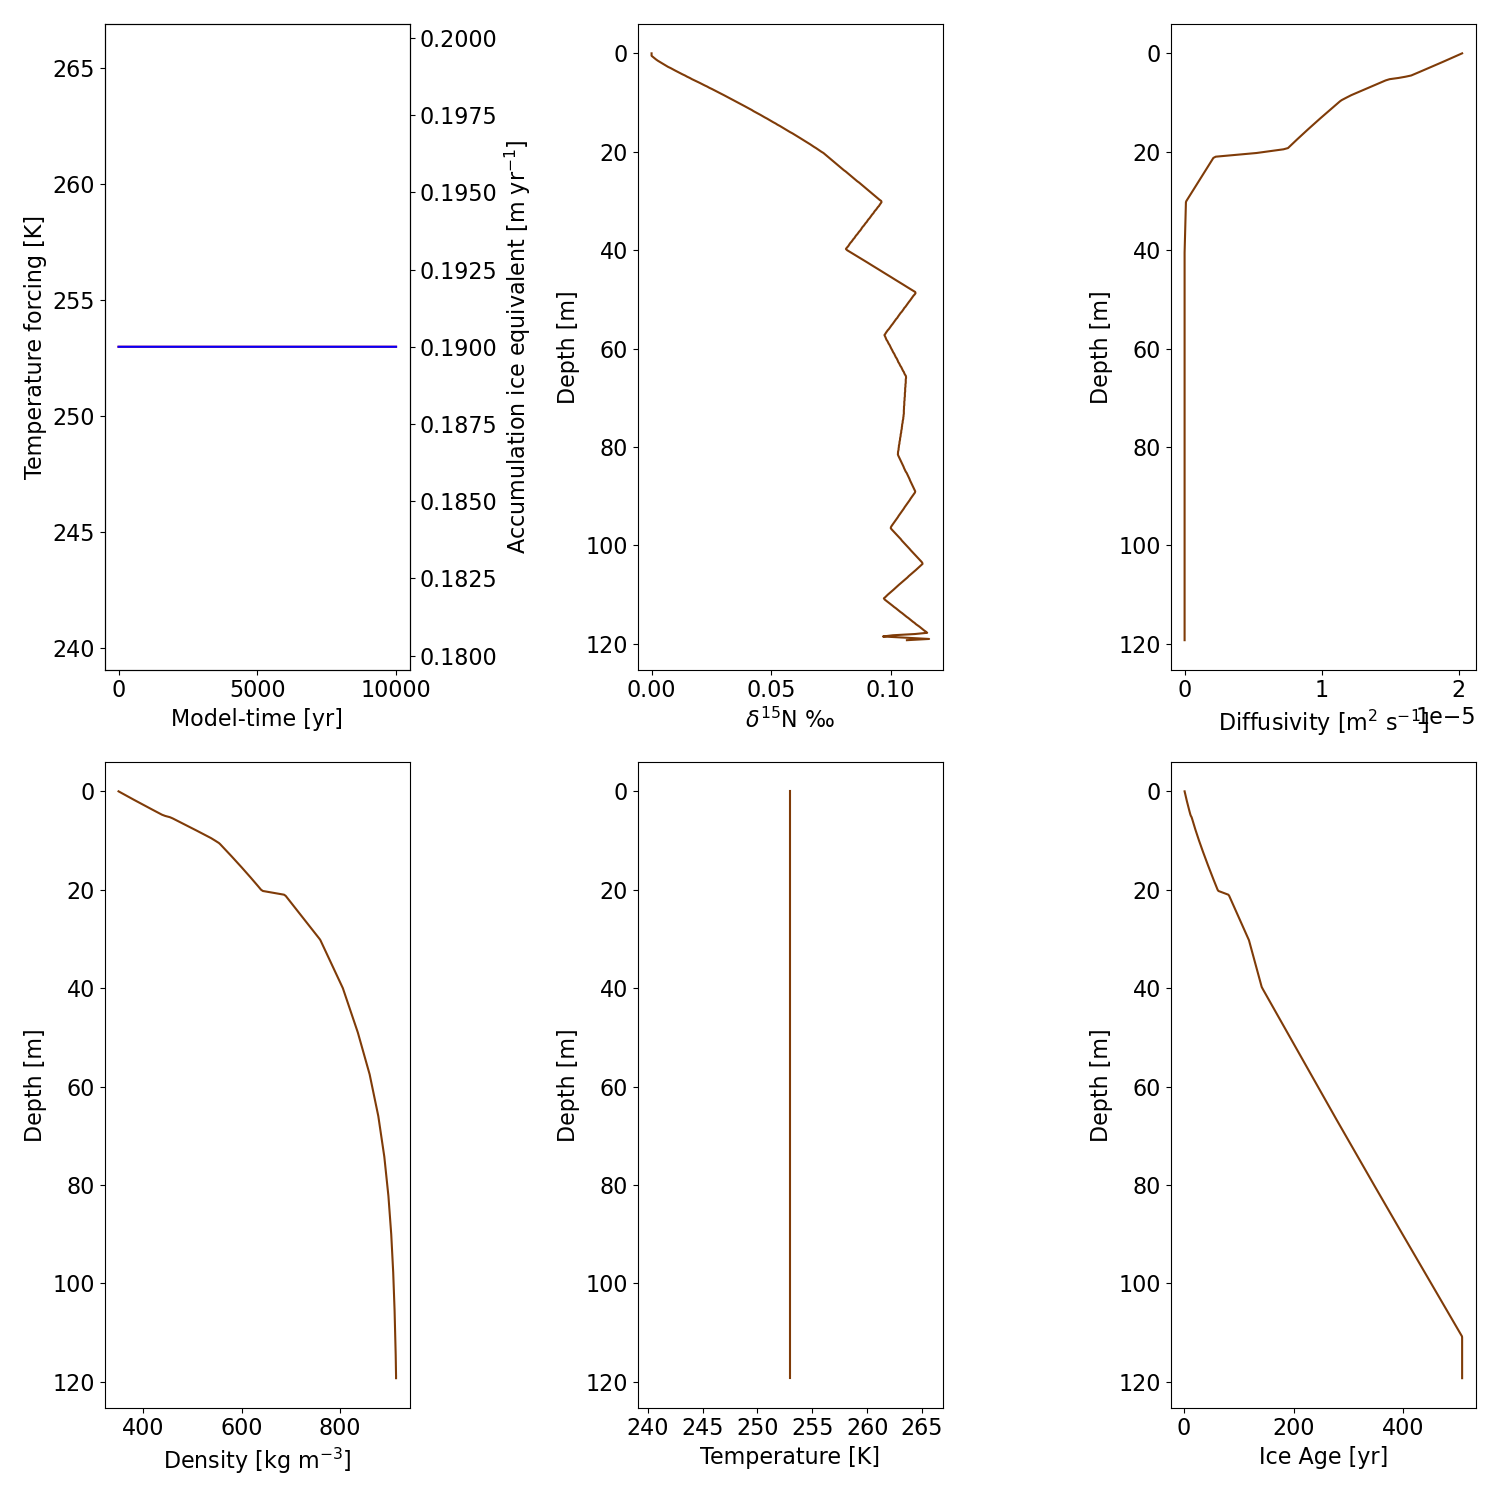 Temperature forcing [K]
265
260
255
250
245
240
0 5000 10000
Model-time [yr]
0.2000
0.1975
0.1950
0.1925
0.1900
0.1875
0.1850
0.1825
0.1800
Accumulation ice equivalent [m yr⁻¹]
Depth [m]
0
20
40
60
80
100
120
0.00 0.05 0.10
δ¹⁵N ‰
Depth [m]
0
20
40
60
80
100
120
0 1 2
Diffusivity [m² s⁻¹]
1e−5
Depth [m]
0
20
40
60
80
100
120
400 600 800
Density [kg m⁻³]
Depth [m]
0
20
40
60
80
100
120
240 245 250 255 260 265
Temperature [K]
Depth [m]
0
20
40
60
80
100
120
0 200 400
Ice Age [yr]